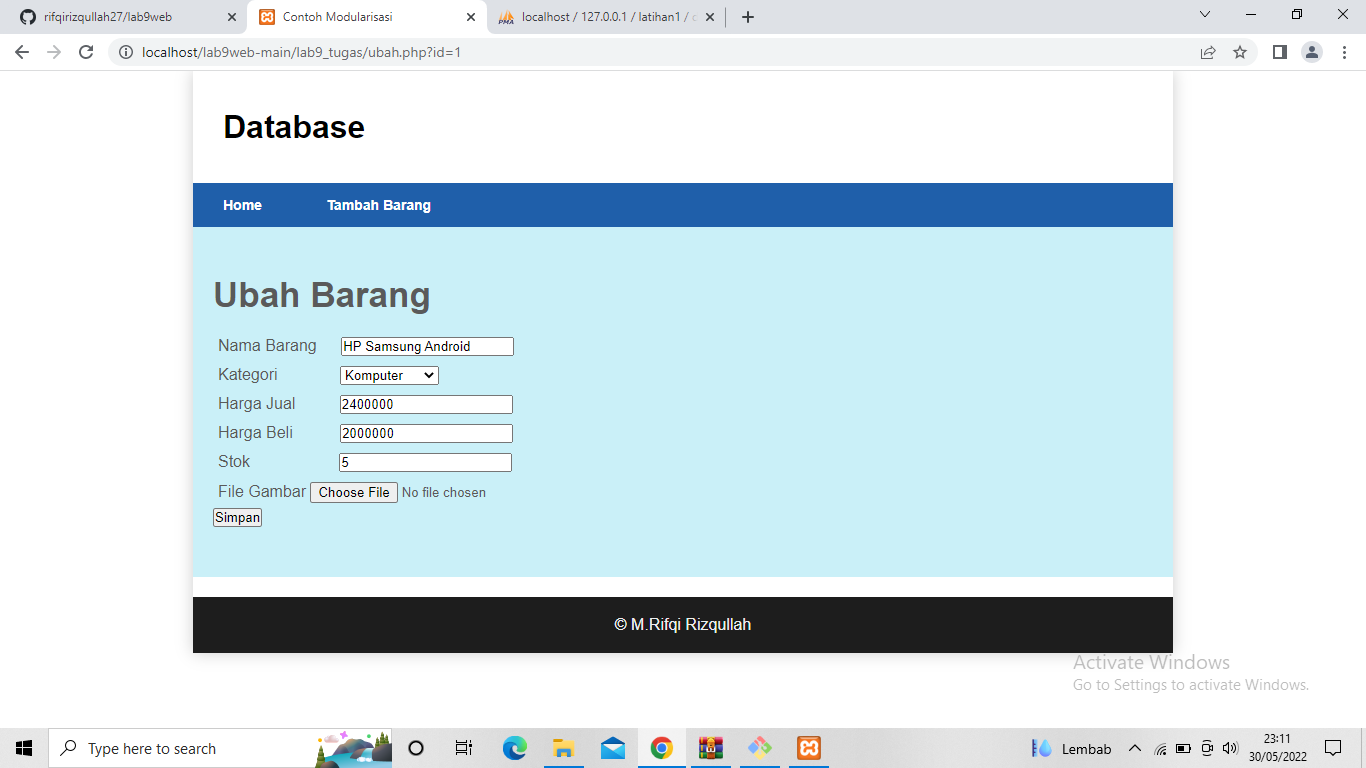 rifqirizqullah27/lab9web
Contoh Modularisasi
localhost / 127.0.0.1 / latihan1 /
localhost/lab9web-main/lab9_tugas/ubah.php?id=1
Database
Home Tambah Barang
Ubah Barang
Nama Barang HP Samsung Android
Kategori Komputer
Harga Jual 2400000
Harga Beli 2000000
Stok 5
File Gambar Choose File No file chosen
Simpan
© M.Rifqi Rizqullah
Activate Windows
Go to Settings to activate Windows.
Type here to search
Lembab
23:11
30/05/2022